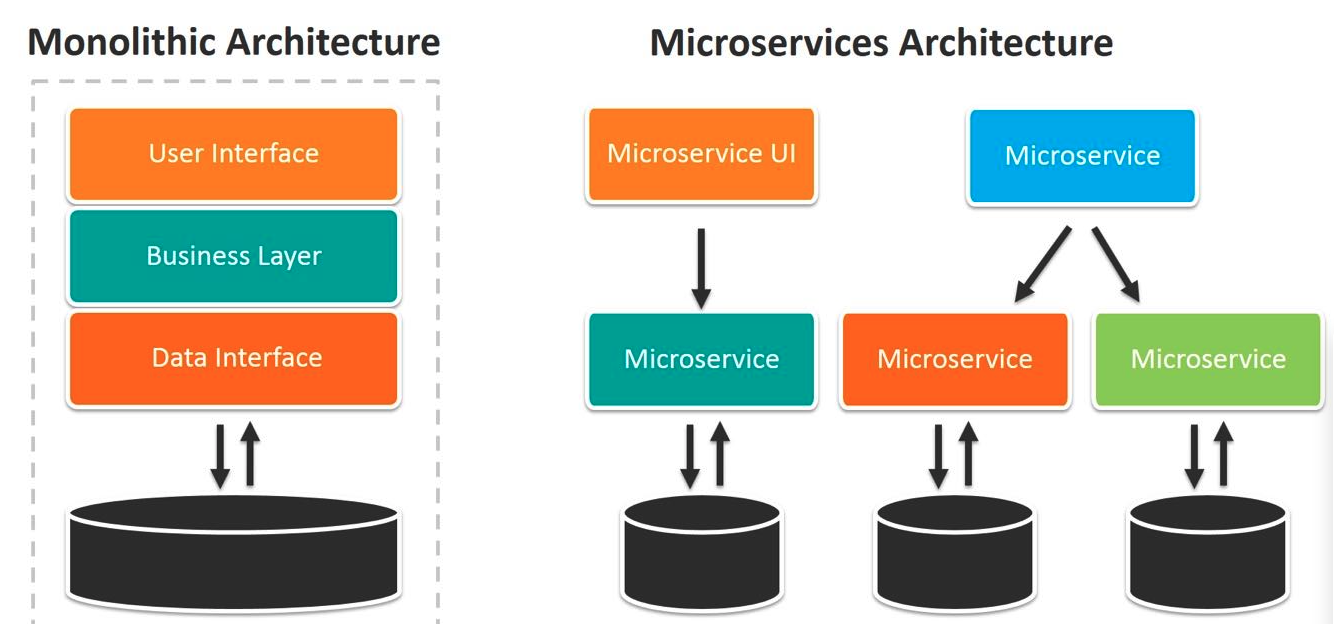 Monolithic Architecture
User Interface
Business Layer
Data Interface
Microservices Architecture
Microservice UI
Microservice
Microservice
Microservice
Microservice